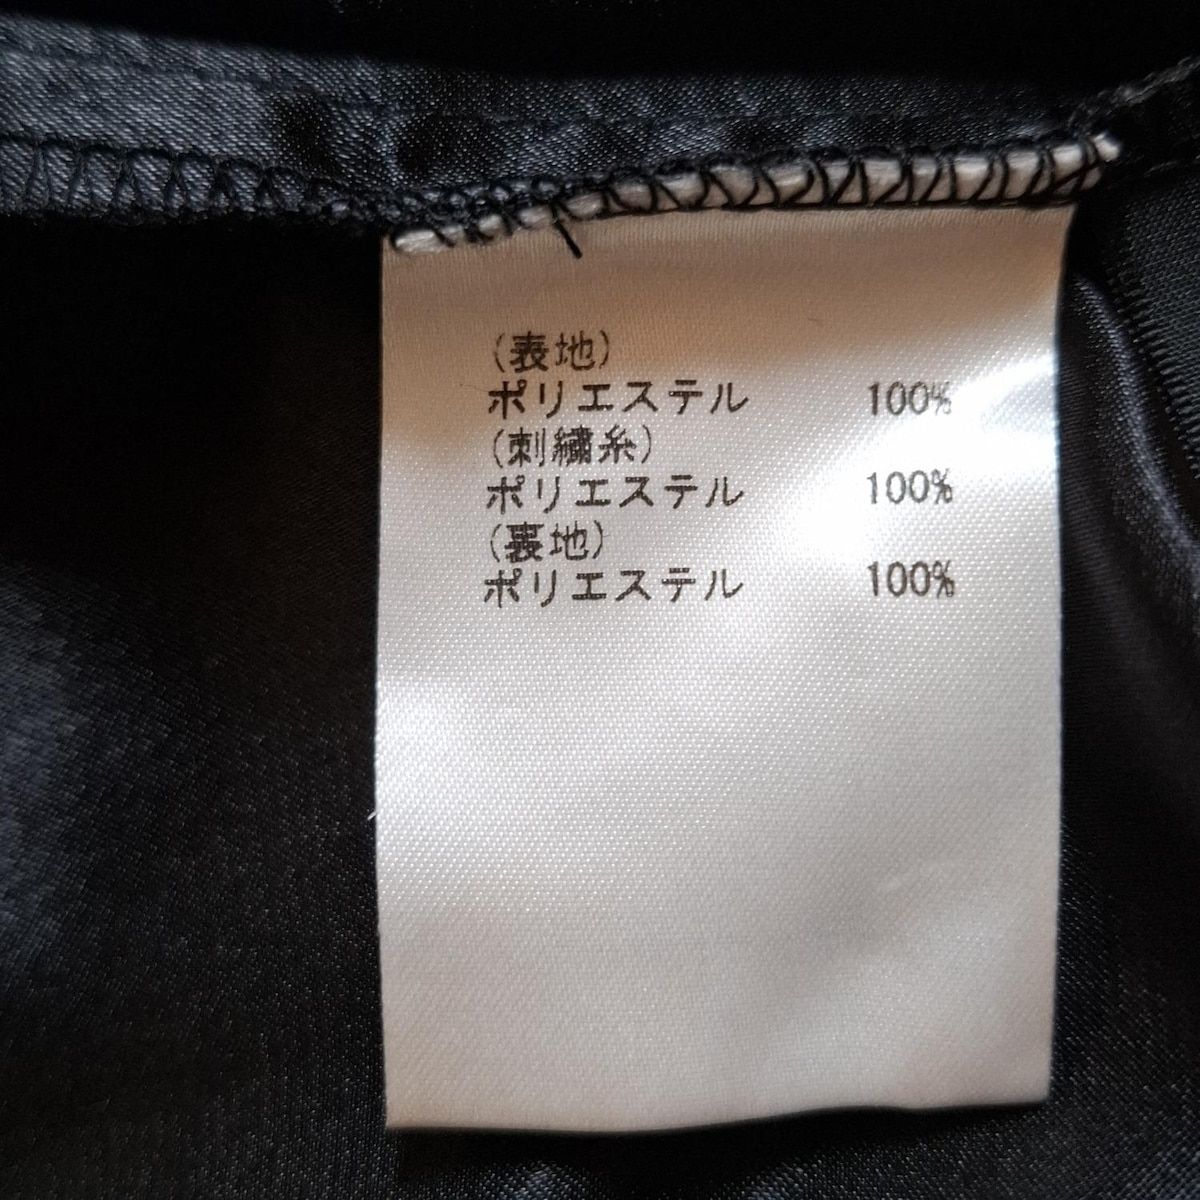 (表地)
ポリエステル 100%
(刺繍糸)
ポリエステル 100%
(裏地)
ポリエステル 100%